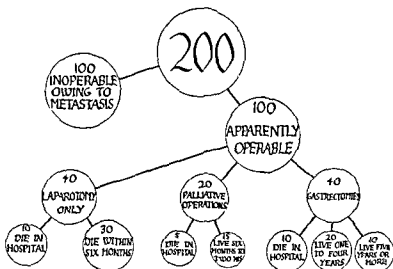 200
100
INOPERABLE
OWING TO
METASTASIS
100
APPARENTLY
OPERABLE
40
LAPAROTOMY
ONLY
20
PALLIATIVE
OPERATIONS
40
GASTRECTOMIES
10
DIE IN
HOSPITAL
30
DIE WITHIN
SIX MONTHS
DIE IN
HOSPITAL
15
LIVE SIX
MONTHS TO
TWO
10
DIE IN
HOSPITAL
20
LIVE ONE
TO FOUR
YEARS
10
LIVE FIVE
YEARS OR
MORE